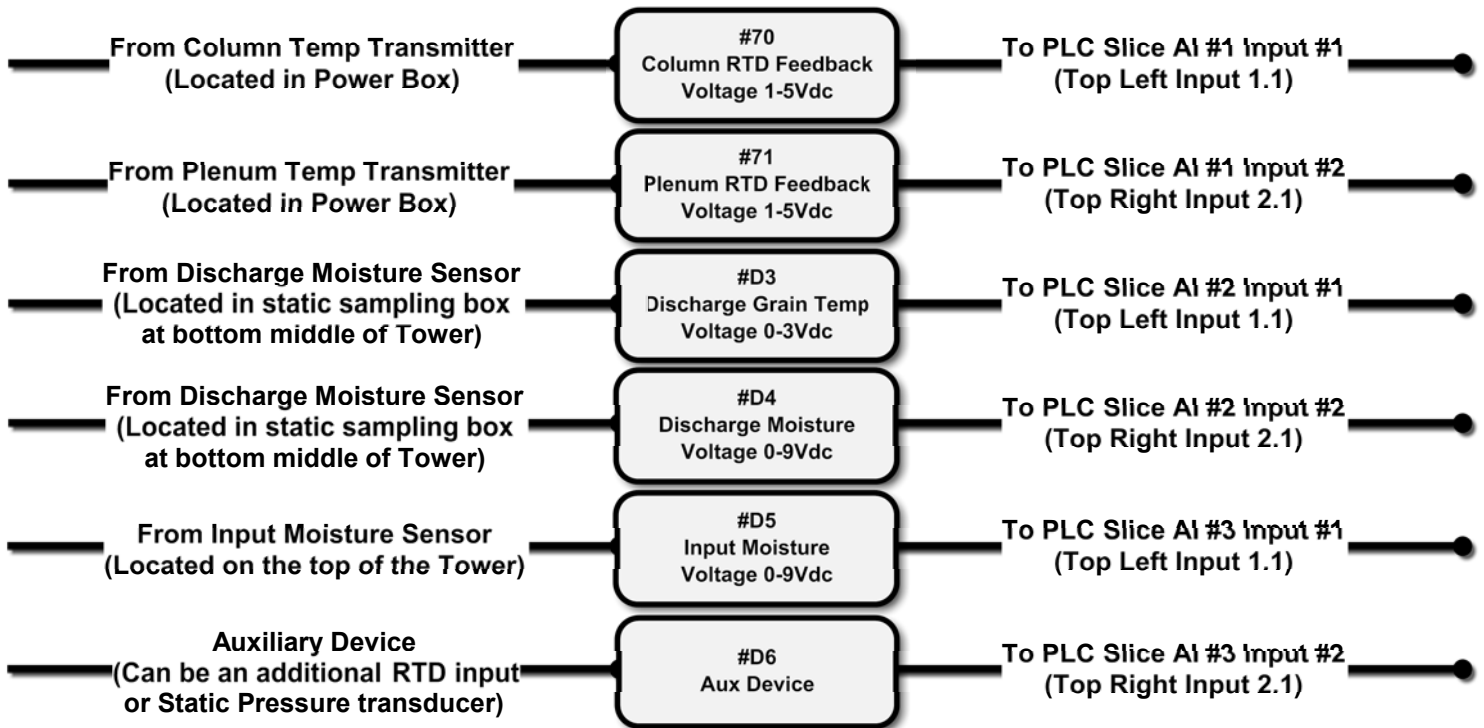 From Column Temp Transmitter
(Located in Power Box)
#70
Column RTD Feedback
Voltage 1-5Vdc
To PLC Slice AI #1 Input #1
(Top Left Input 1.1)
From Plenum Temp Transmitter
(Located in Power Box)
#71
Plenum RTD Feedback
Voltage 1-5Vdc
To PLC Slice AI #1 Input #2
(Top Right Input 2.1)
From Discharge Moisture Sensor
(Located in static sampling box
at bottom middle of Tower)
#D3
Discharge Grain Temp
Voltage 0-3Vdc
To PLC Slice AI #2 Input #1
(Top Left Input 1.1)
From Discharge Moisture Sensor
(Located in static sampling box
at bottom middle of Tower)
#D4
Discharge Moisture
Voltage 0-9Vdc
To PLC Slice AI #2 Input #2
(Top Right Input 2.1)
From Input Moisture Sensor
(Located on the top of the Tower)
#D5
Input Moisture
Voltage 0-9Vdc
To PLC Slice AI #3 Input #1
(Top Left Input 1.1)
Auxiliary Device
(Can be an additional RTD input
or Static Pressure transducer)
#D6
Aux Device
To PLC Slice AI #3 Input #2
(Top Right Input 2.1)